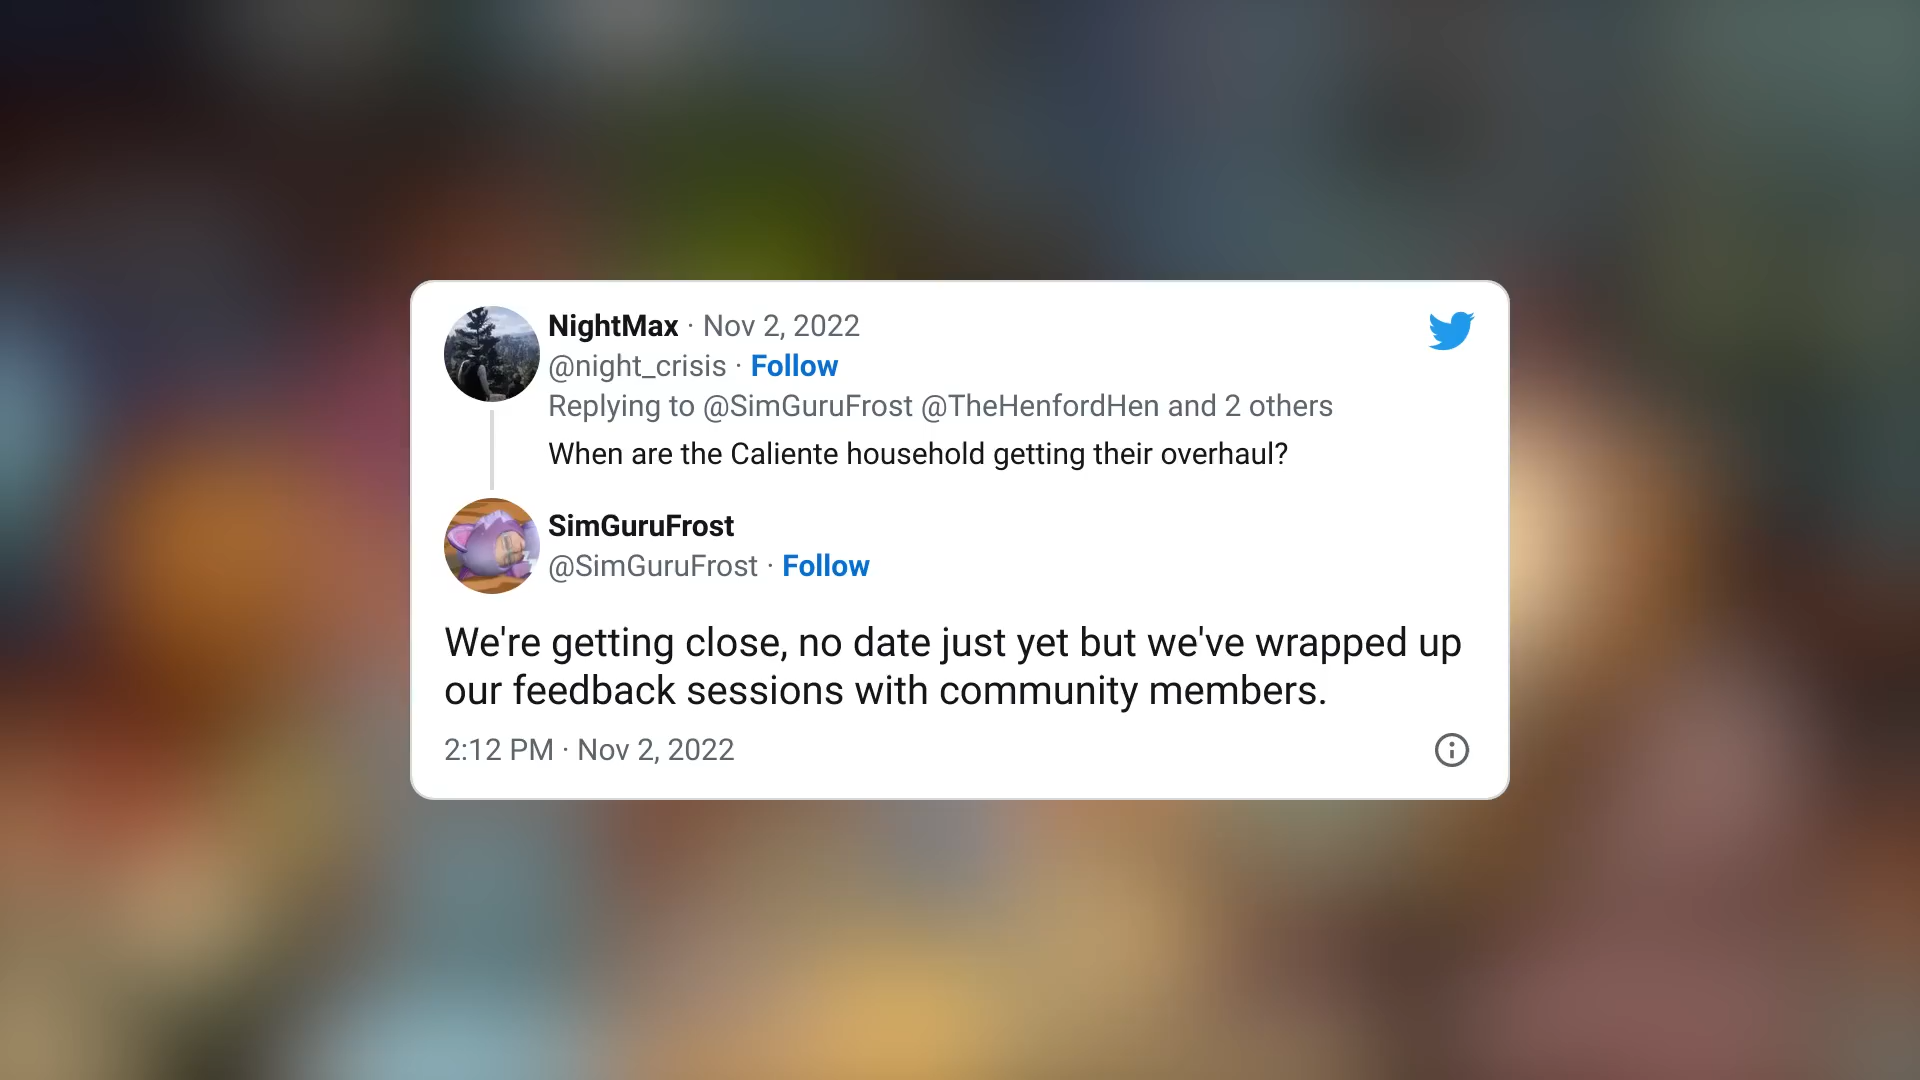 NightMax · Nov 2, 2022
@night_crisis · Follow
Replying to @SimGuruFrost @TheHenfordHen and 2 others
When are the Caliente household getting their overhaul?
SimGuruFrost
@SimGuruFrost · Follow
We're getting close, no date just yet but we've wrapped up
our feedback sessions with community members.
2:12 PM · Nov 2, 2022